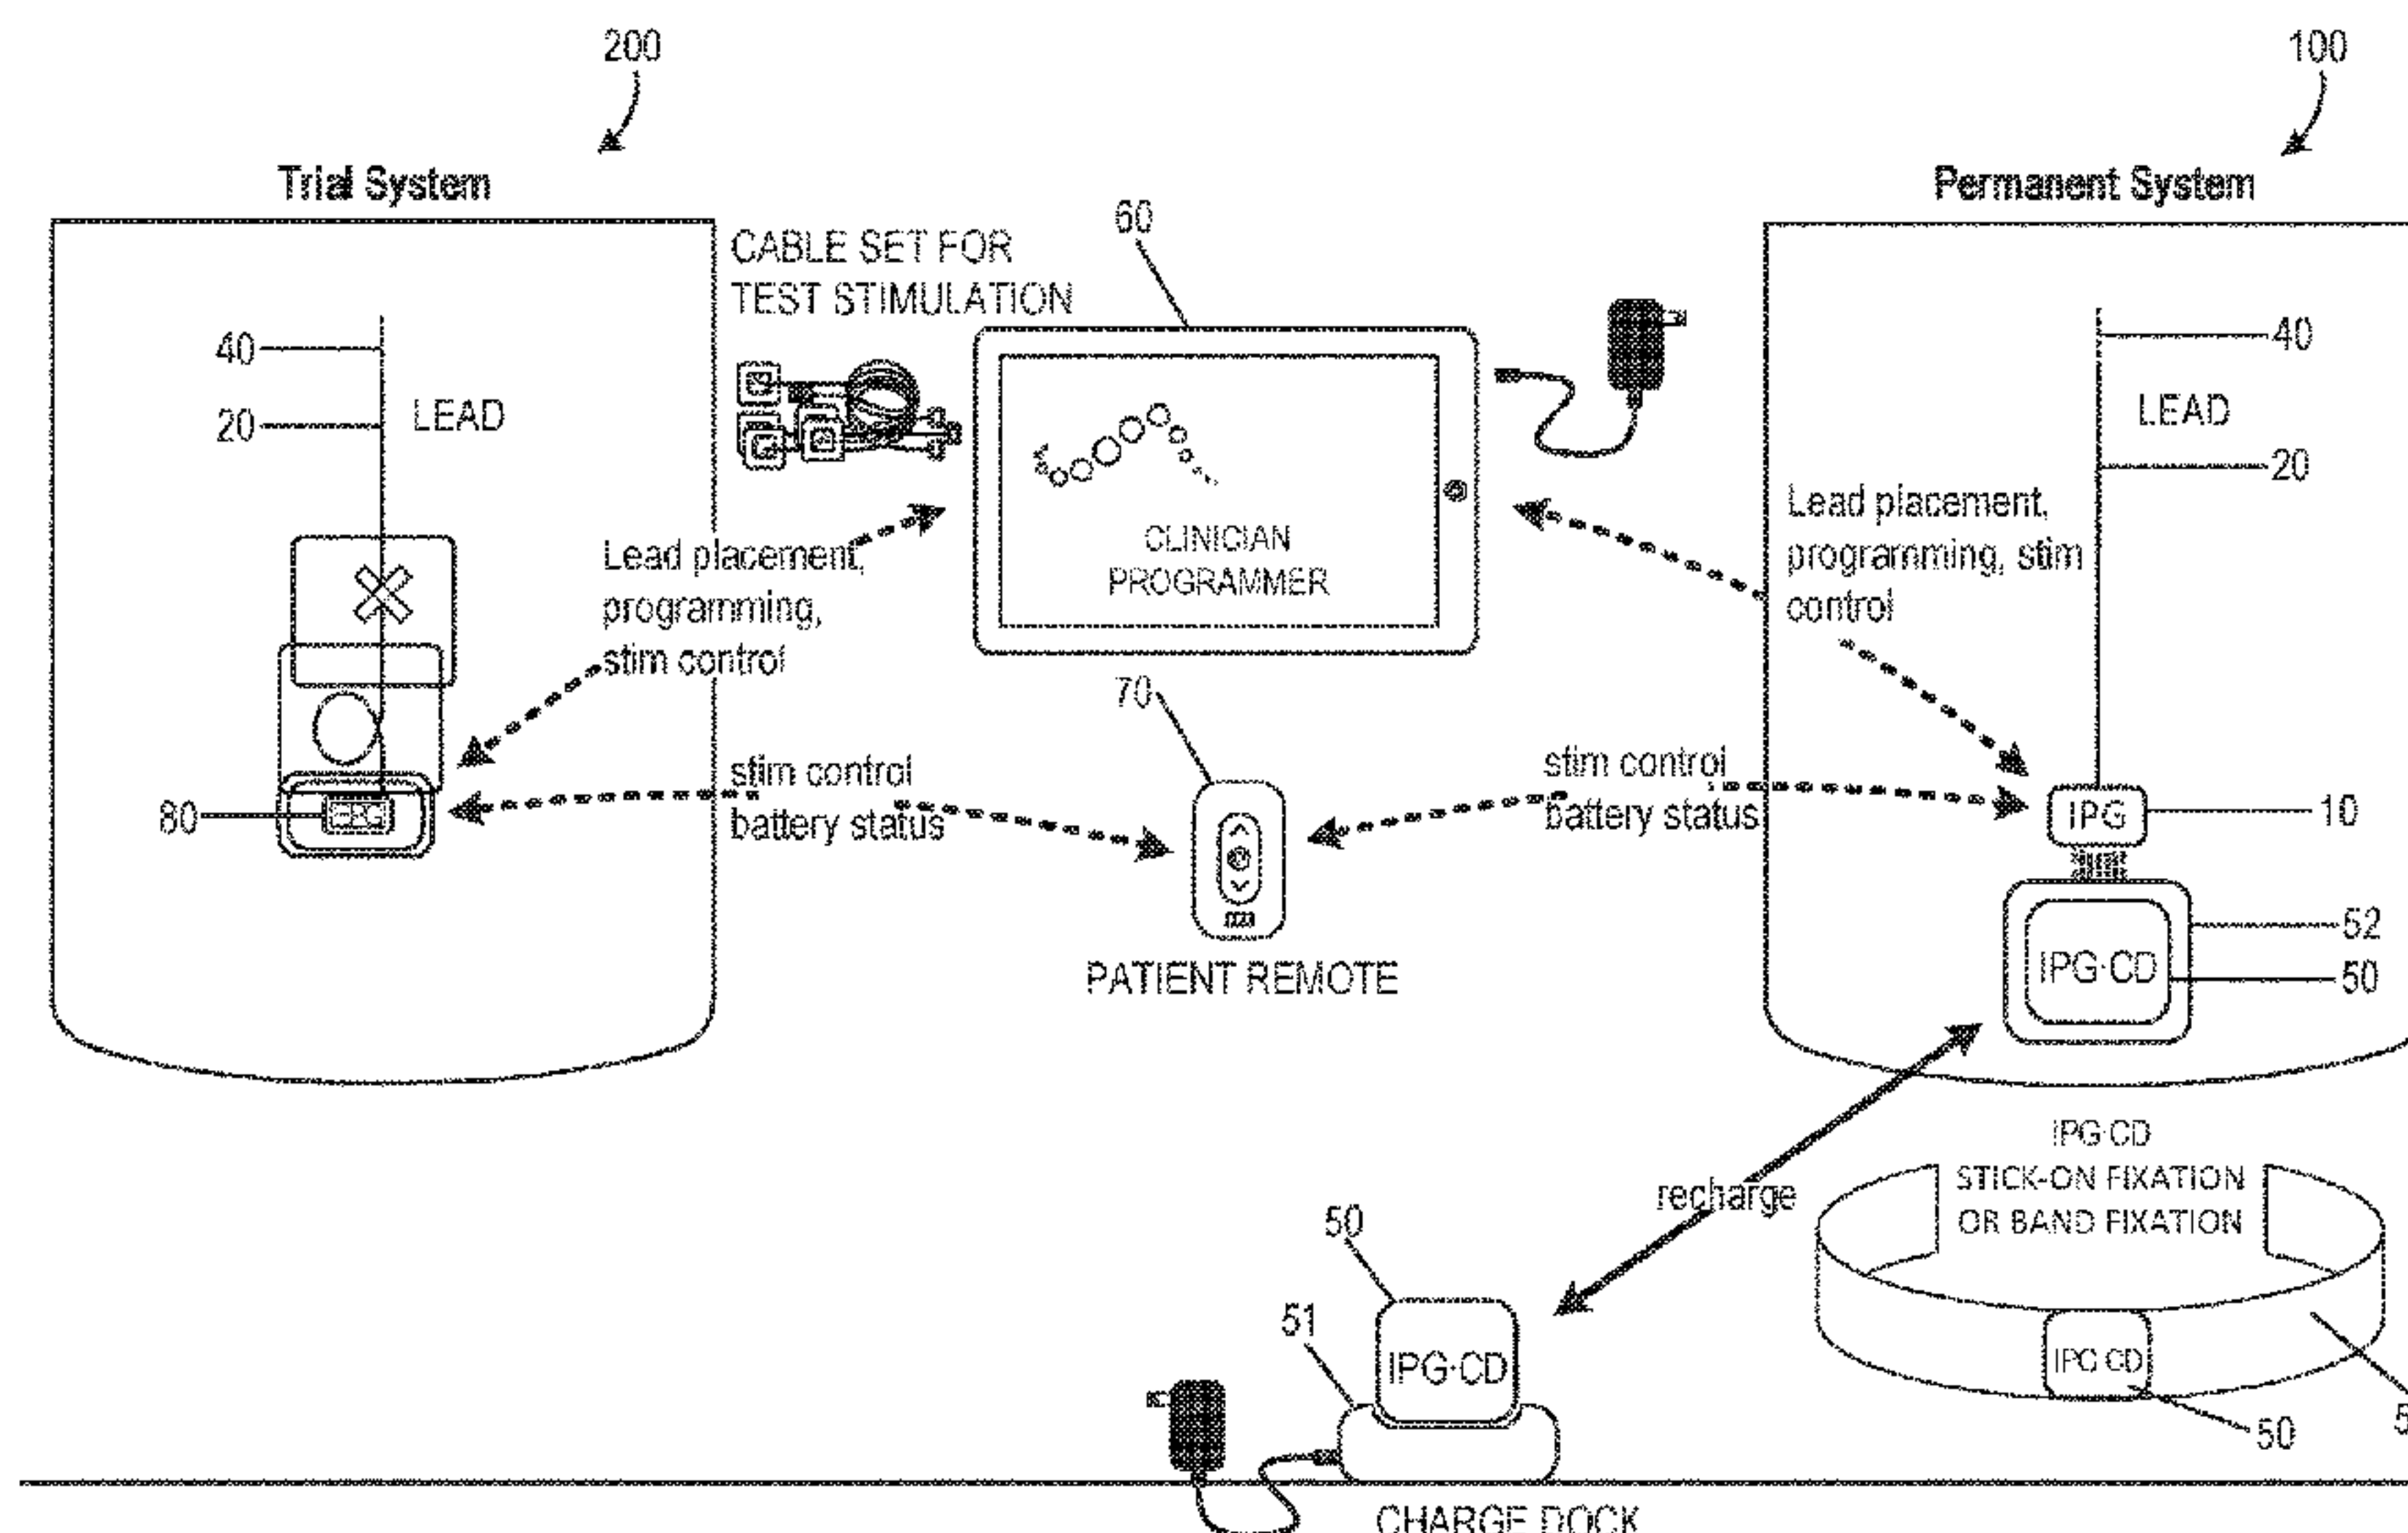 200
100
Trial System
Permanent System
CABLE SET FOR
TEST STIMULATION
60
40
20
LEAD
40
LEAD
20
Lead placement,
programming,
stim control
CLINICIAN
PROGRAMMER
Lead placement,
programming, stim
control
70
80
stim control
battery status
stim control
battery status
IPG
10
PATIENT REMOTE
IPG-CD
52
50
IPG-CD
STICK-ON FIXATION
OR BAND FIXATION
recharge
50
51
IPG-CD
IPG CD
50
CHARGE DOCK